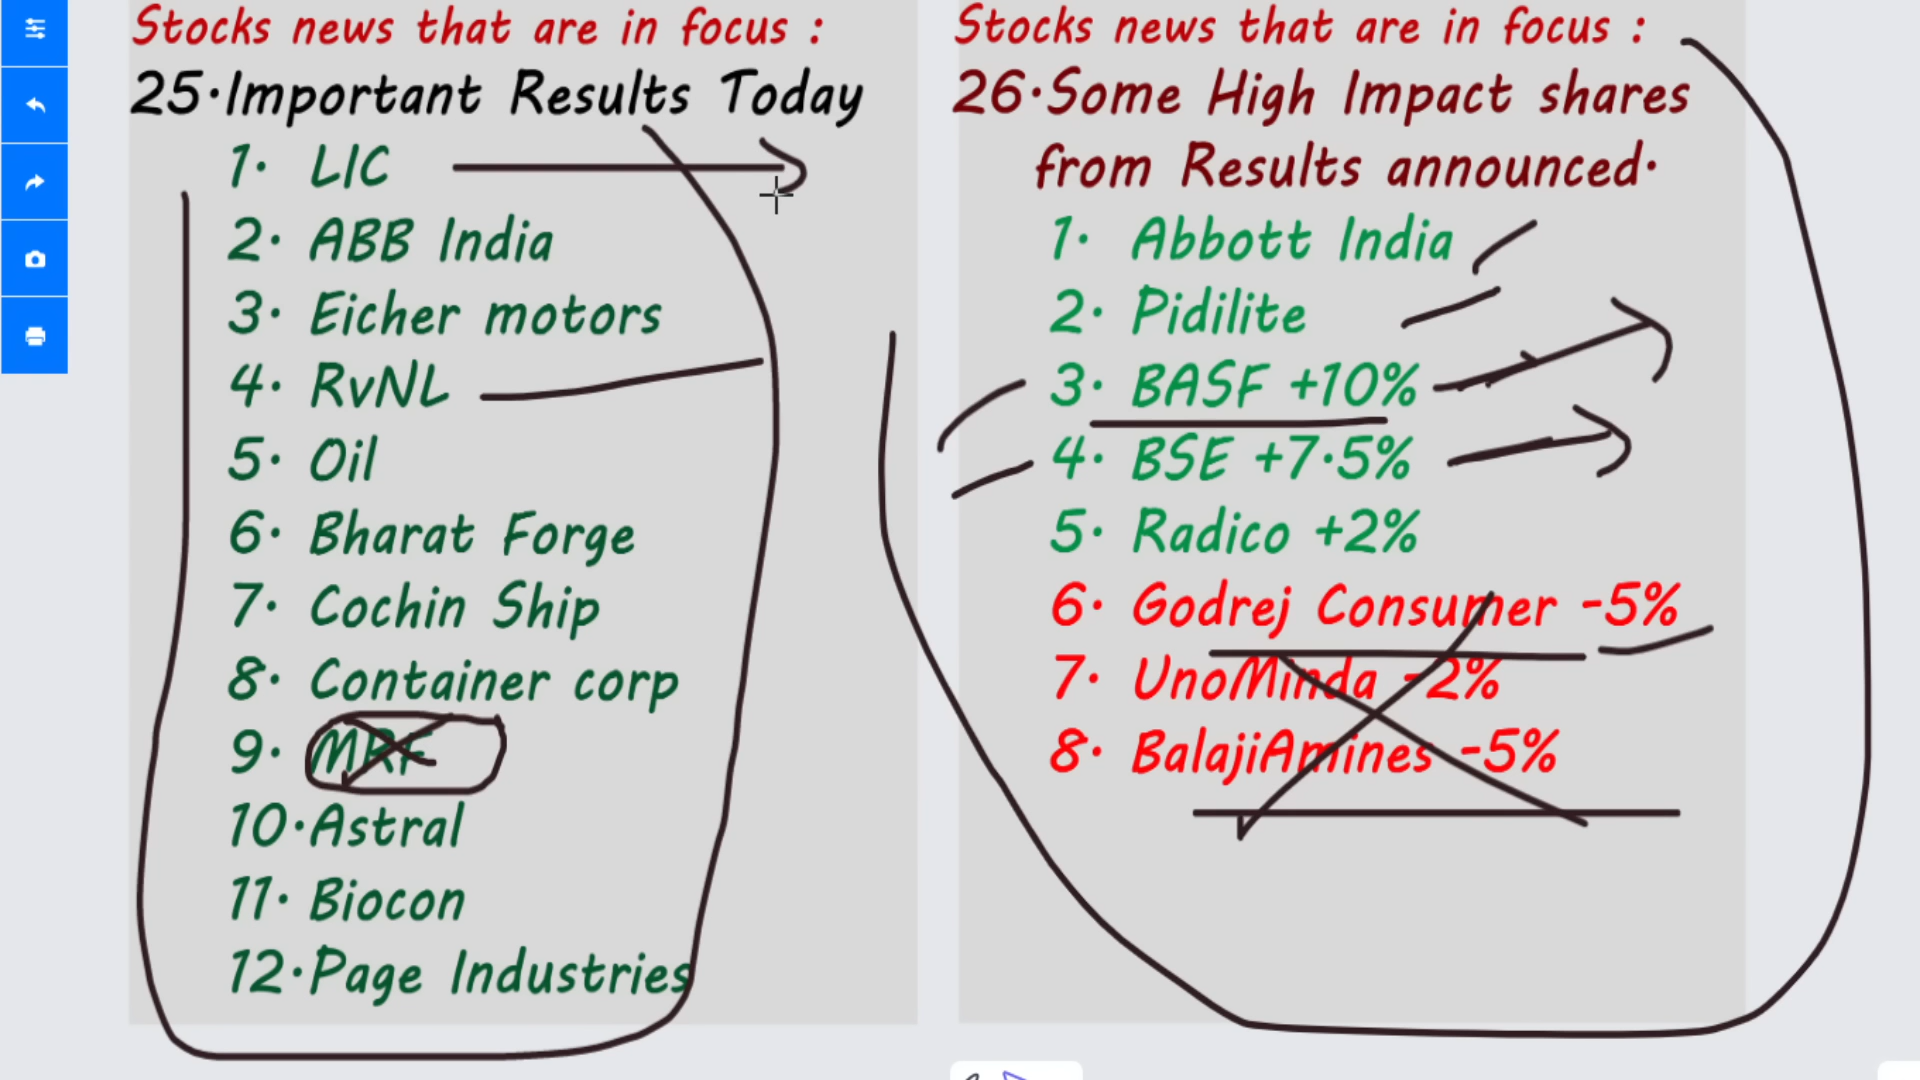 Stocks news that are in focus :
25.Important Results Today
1. LIC
2. ABB India
3. Eicher motors
4. RvNL
5. Oil
6. Bharat Forge
7. Cochin Ship
8. Container corp
9. MRF
10.Astral
11. Biocon
12.Page Industries
Stocks news that are in focus :
26.Some High Impact shares
from Results announced.
1. Abbott India
2. Pidilite
3. BASF +10%
4. BSE +7.5%
5. Radico +2%
6. Godrej Consumer -5%
7. UnoMinda -2%
8. BalajiAmines -5%